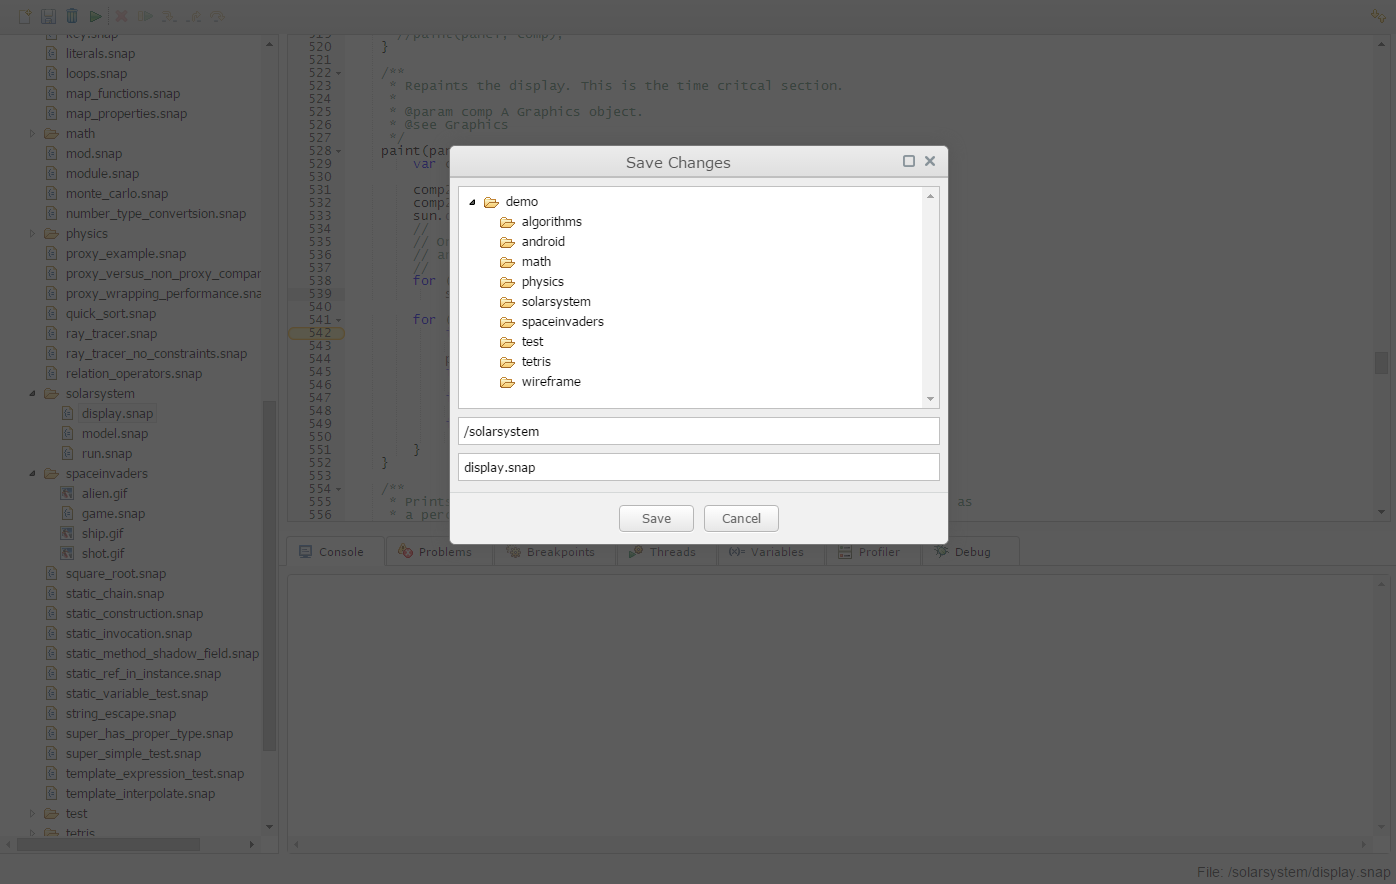 key.snap
literals.snap
loops.snap
map_functions.snap
map_properties.snap
math
mod.snap
module.snap
monte_carlo.snap
number_type_convertsion.snap
physics
proxy_example.snap
proxy_versus_non_proxy_compar
proxy_wrapping_performance.sna
quick_sort.snap
ray_tracer.snap
ray_tracer_no_constraints.snap
relation_operators.snap
solarsystem
display.snap
model.snap
run.snap
spaceinvaders
alien.gif
game.snap
ship.gif
shot.gif
square_root.snap
static_chain.snap
static_construction.snap
static_invocation.snap
static_method_shadow_field.snap
static_ref_in_instance.snap
static_variable_test.snap
string_escape.snap
super_has_proper_type.snap
super_simple_test.snap
template_expression_test.snap
template_interpolate.snap
test
tetris
519 //paint(panel, comp);
520 }
521
522 /**
523 * Repaints the display. This is the time critcal section.
524 *
525 * @param comp A Graphics object.
526 * @see Graphics
527 */
528 paint(pan
529 var
530
531
532
533 sun.
534 //
535 //
536 //
537 //
538 for
539
540
541 for
542
543
544
545
546
547
548
549
550
551 }
552 }
553
554 /**
555 * Prints as
556 * a per
Save Changes
demo
algorithms
android
math
physics
solarsystem
spaceinvaders
test
tetris
wireframe
/solarsystem
display.snap
Save Cancel
Console Problems Breakpoints Threads (x)= Variables Profiler Debug
File: /solarsystem/display.snap